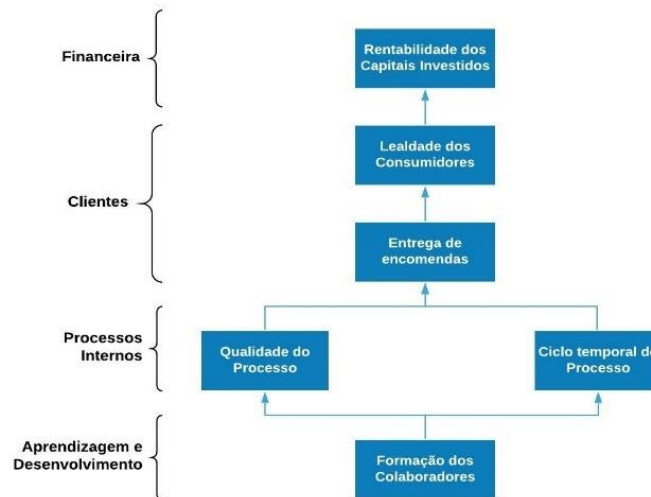 Financeira
Rentabilidade dos
Capitais Investidos
Clientes
Lealdade dos
Consumidores
Entrega de
encomendas
Processos
Internos
Qualidade do
Processo
Ciclo temporal do
Processo
Aprendizagem e
Desenvolvimento
Formação dos
Colaboradores